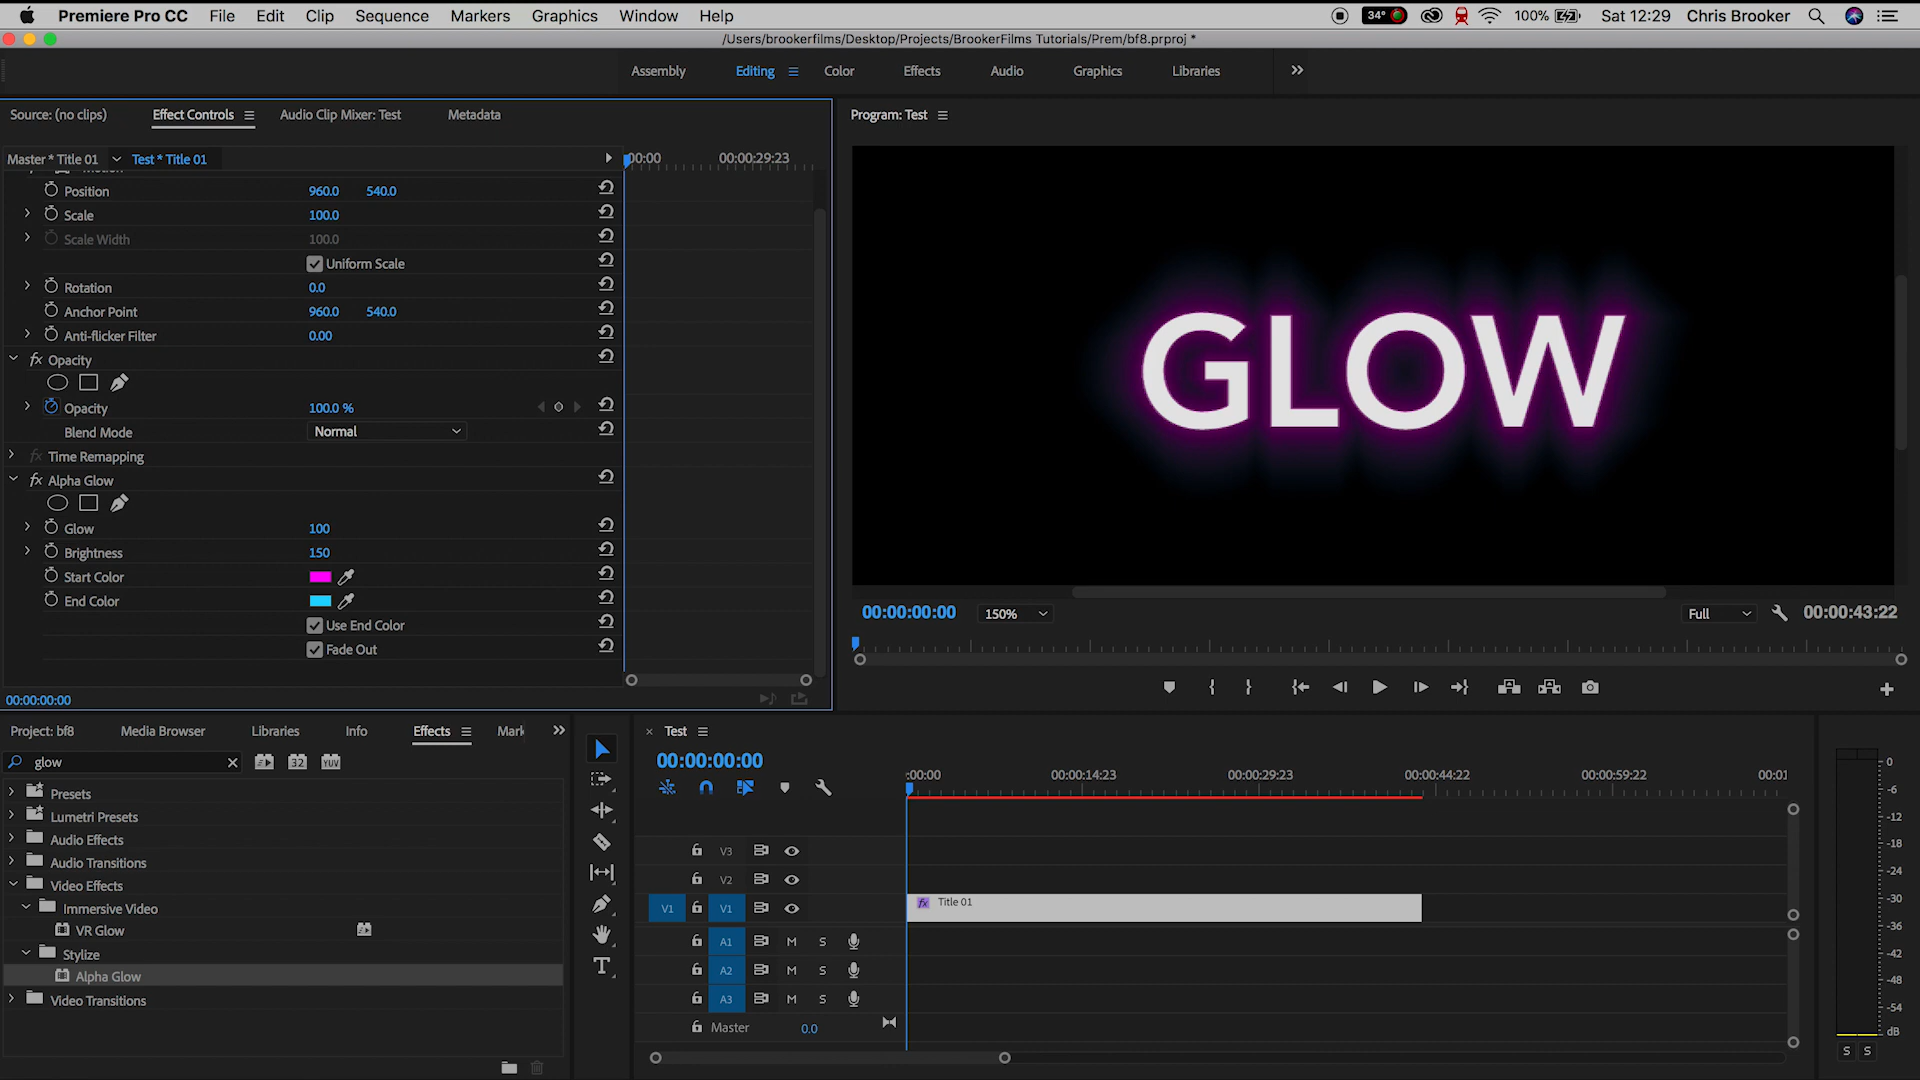 Premiere Pro CC File Edit Clip Sequence Markers Graphics Window Help 34° 100% Sat 12:29 Chris Brooker
/Users/brookerfilms/Desktop/Projects/BrookerFilms Tutorials/Prem/bf8.prproj *
Assembly Editing Color Effects Audio Graphics Libraries
Source: (no clips) Effect Controls Audio Clip Mixer: Test Metadata
Master * Title 01 Test * Title 01 :00:00 00:00:29:23
Motion
Position 960.0 540.0
Scale 100.0
Scale Width 100.0
Uniform Scale
Rotation 0.0
Anchor Point 960.0 540.0
Anti-flicker Filter 0.00
fx Opacity
Opacity 100.0 %
Blend Mode Normal
fx Time Remapping
fx Alpha Glow
Glow 100
Brightness 150
Start Color
End Color
Use End Color
Fade Out
00:00:00:00
Program: Test
GLOW
00:00:00:00 150% Full 00:00:43:22
Project: bf8 Media Browser Libraries Info Effects Mark
glow 32 YUV
Presets
Lumetri Presets
Audio Effects
Audio Transitions
Video Effects
Immersive Video
VR Glow
Stylize
Alpha Glow
Video Transitions
T
× Test
00:00:00:00
:00:00 00:00:14:23 00:00:29:23 00:00:44:22 00:00:59:22 00:01
V3
V2
V1 V1 fx Title 01
A1 M S
A2 M S
A3 M S
Master 0.0
0
-6
-12
-18
-24
-30
-36
-42
-48
-54
dB
S S